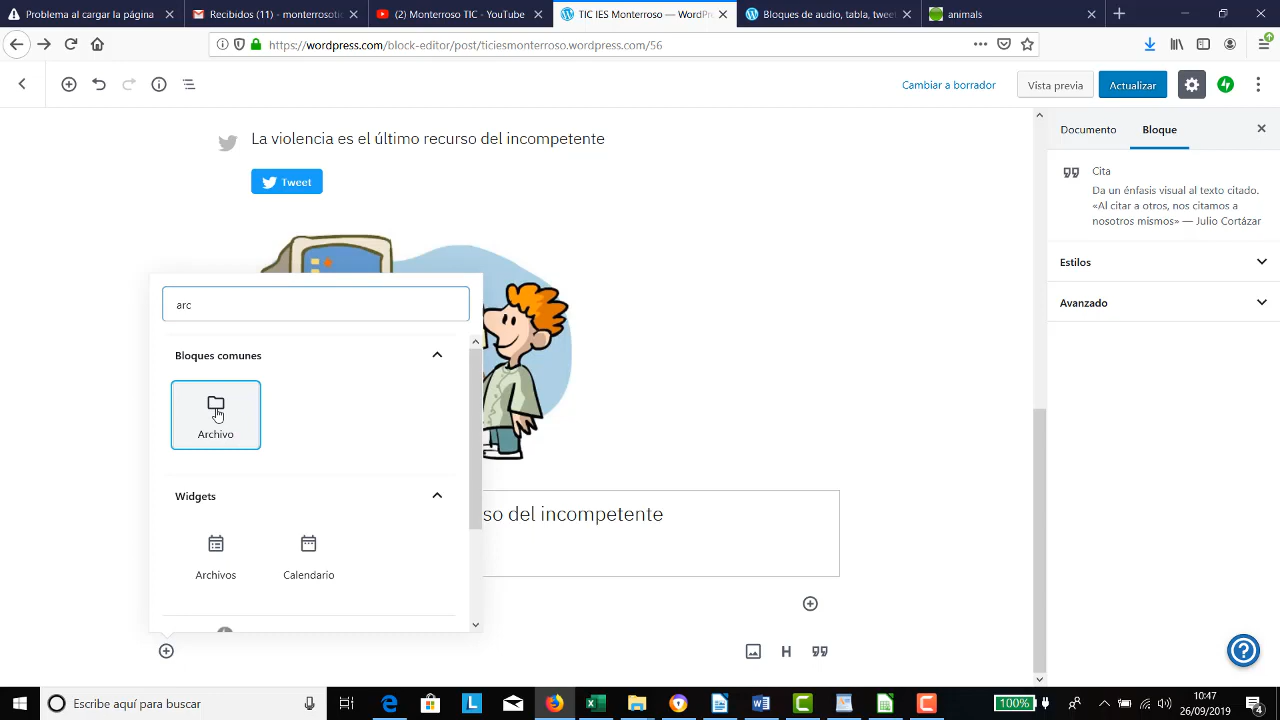 Problema al cargar la página
Recibidos (11) - monterrosotic
(2) Monterroso TIC - YouTube
TIC IES Monterroso — WordPr
Bloques de audio, tabla, tweet
animals
https://wordpress.com/block-editor/post/ticiesmonterroso.wordpress.com/56
Cambiar a borrador
Vista previa
Actualizar
Documento
Bloque
La violencia es el último recurso del incompetente
Tweet
Cita
Da un énfasis visual al texto citado.
«Al citar a otros, nos citamos a
nosotros mismos» — Julio Cortázar
Estilos
Avanzado
arc
Bloques comunes
Archivo
Widgets
Archivos
Calendario
so del incompetente
H
Escribe aquí para buscar
100%
10:47
26/09/2019
4